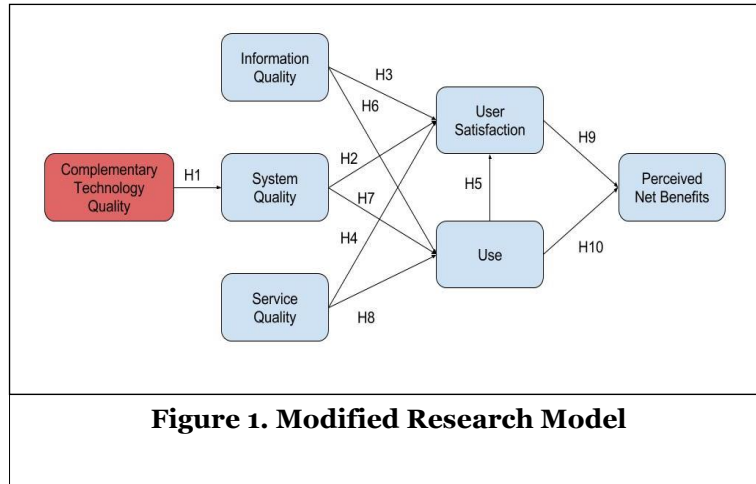 Information
Quality
H3
H6
User
Satisfaction
H9
Complementary
Technology
Quality
H1
System
Quality
H2
H7
H5
Perceived
Net Benefits
H4
Use
H10
Service
Quality
H8
Figure 1. Modified Research Model